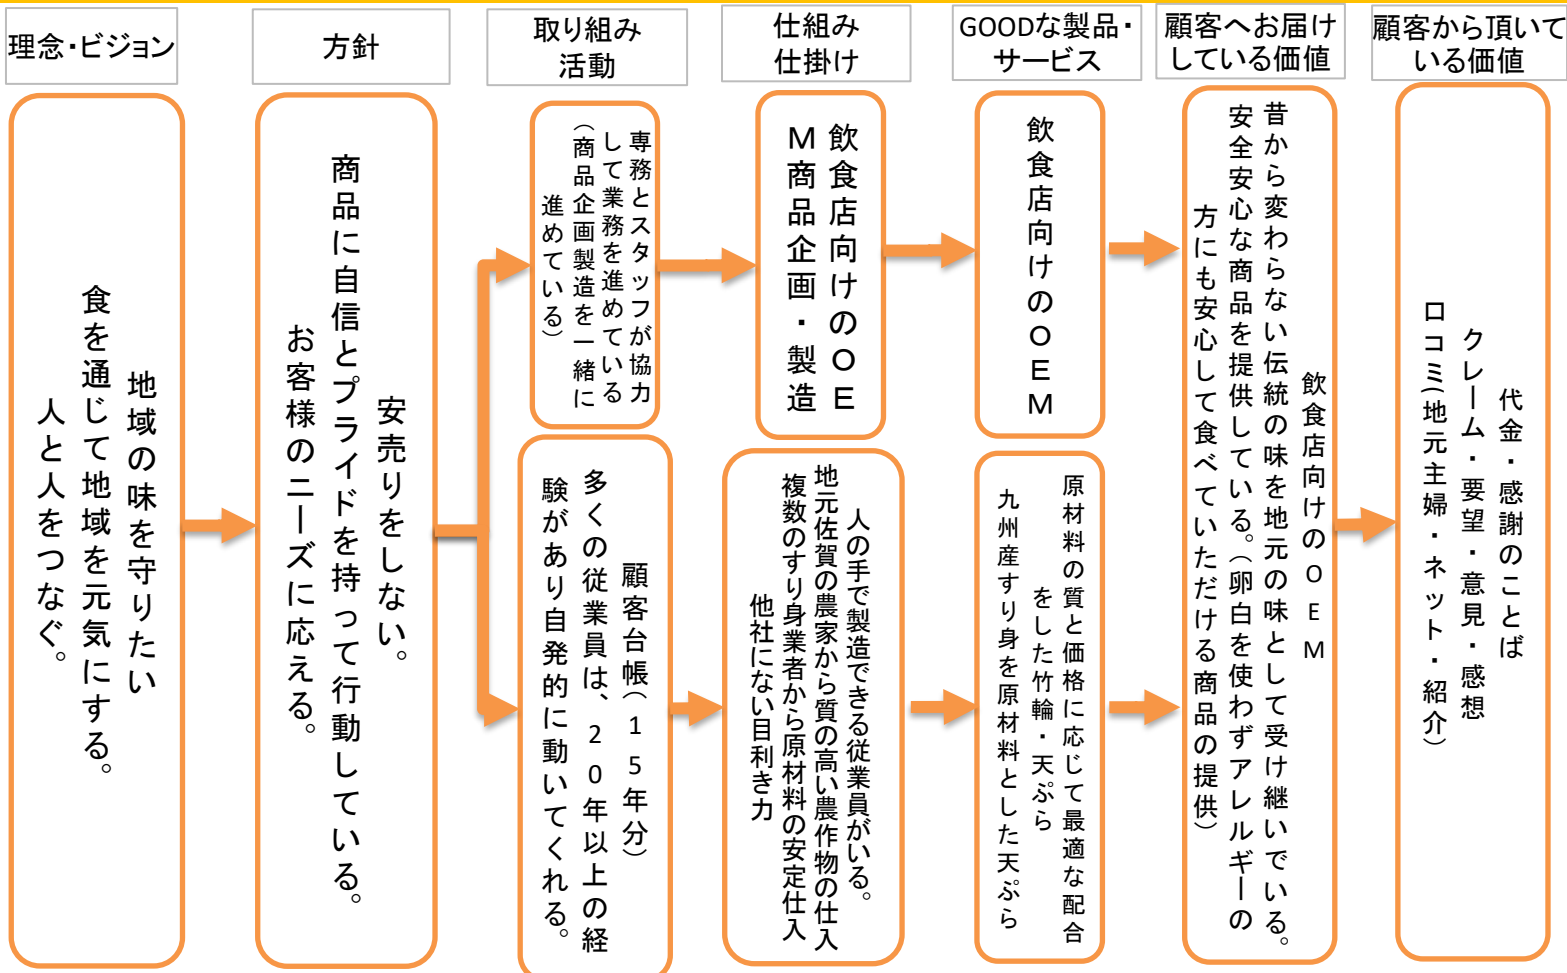 理念・ビジョン
方針
取り組み
活動
仕組み
仕掛け
GOODな製品・
サービス
顧客へお届け
している価値
顧客から頂いて
いる価値
地域の味を守りたい
食を通じて地域を元気にする。
人と人をつなぐ。
安売りをしない。
商品に自信とプライドを持って行動している。
お客様のニーズに応える。
専務とスタッフが協力
して業務を進めている
(商品企画製造を一緒に
進めている)
飲食店向けのOE
M商品企画・製造
飲食店向けのOEM
顧客台帳(15年分)
多くの従業員は、20年以上の経
験があり自発的に動いてくれる。
人の手で製造できる従業員がいる。
地元佐賀の農家から質の高い農作物の仕入
複数のすり身業者から原材料の安定仕入
他社にない目利き力
原材料の質と価格に応じて最適な配合
をした竹輪・天ぷら
九州産すり身を原材料とした天ぷら
飲食店向けのOEM
昔から変わらない伝統の味を地元の味として受け継いでいる。
安全安心な商品を提供している。(卵白を使わずアレルギーの
方にも安心して食べていただける商品の提供)
代金・感謝のことば
クレーム・要望・意見・感想
口コミ(地元主婦・ネット・紹介)